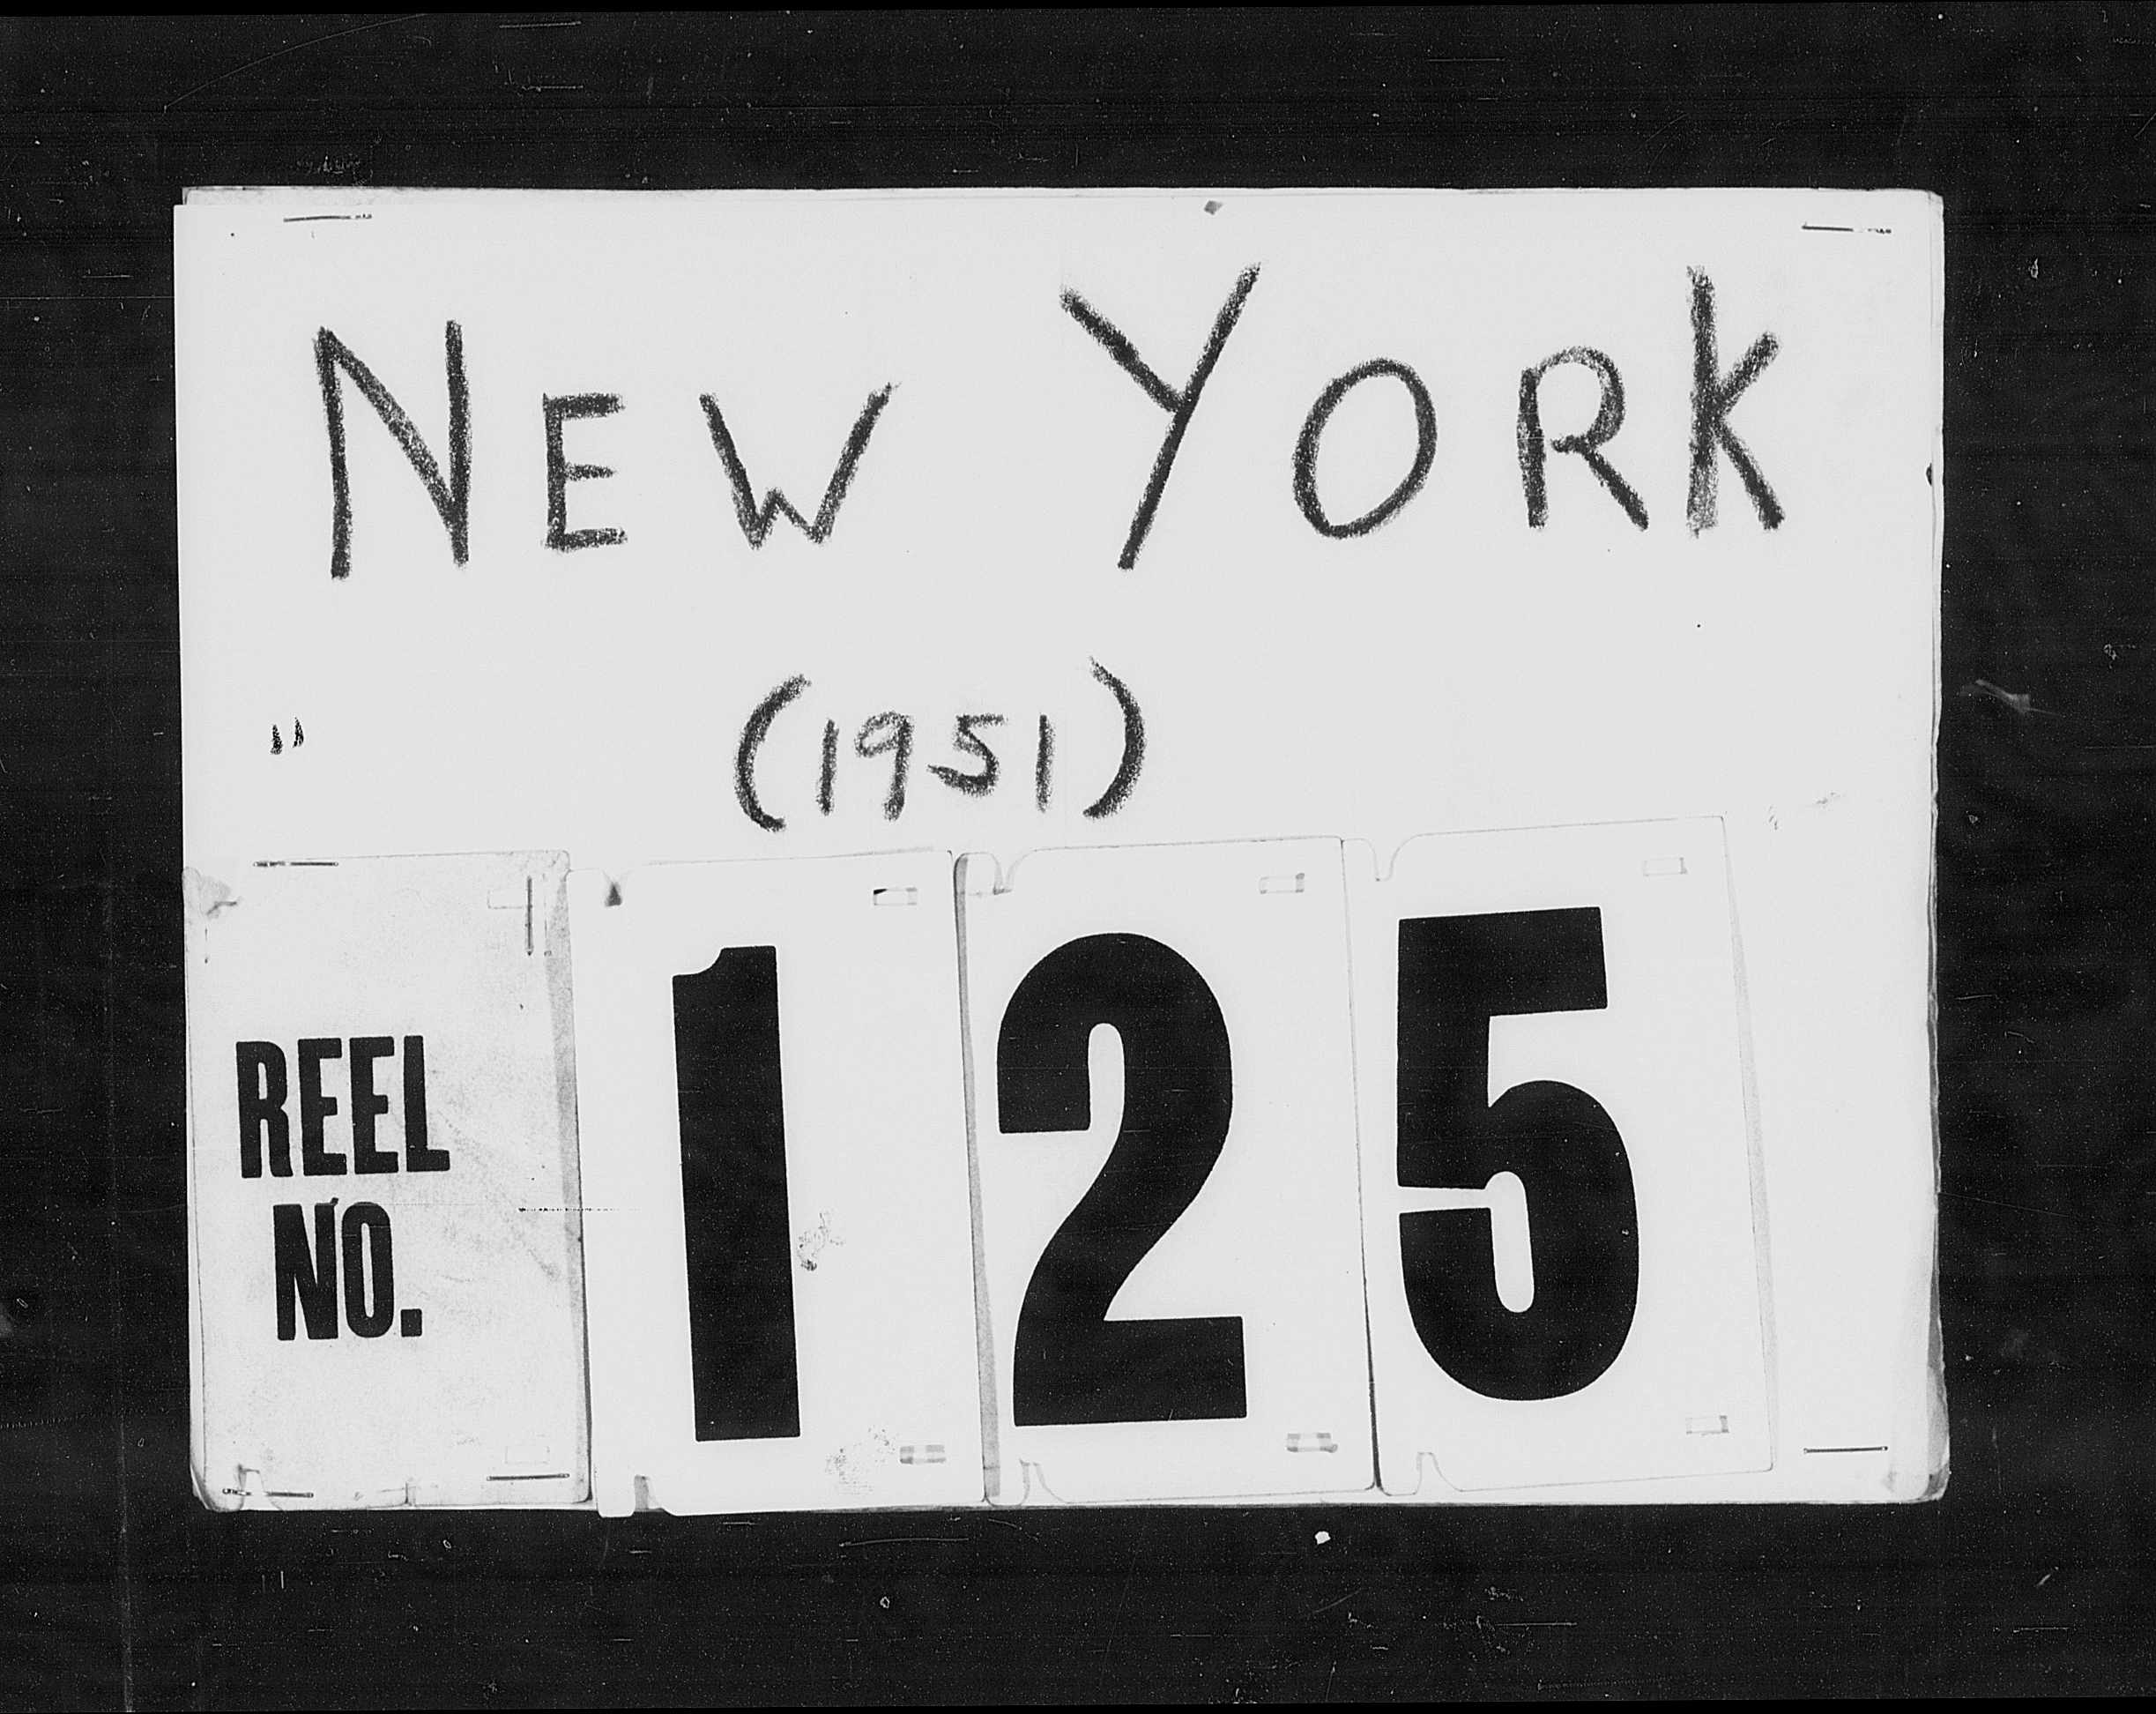 NEW YORK
" (1951)
REEL
NO. 125